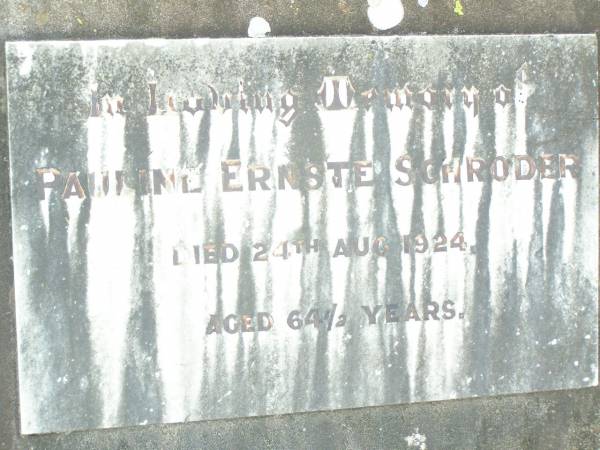 In Loving Memory of
PAULINE ERNSTE SCHRODER
DIED 24TH AUG. 1924.
AGED 64½ YEARS.